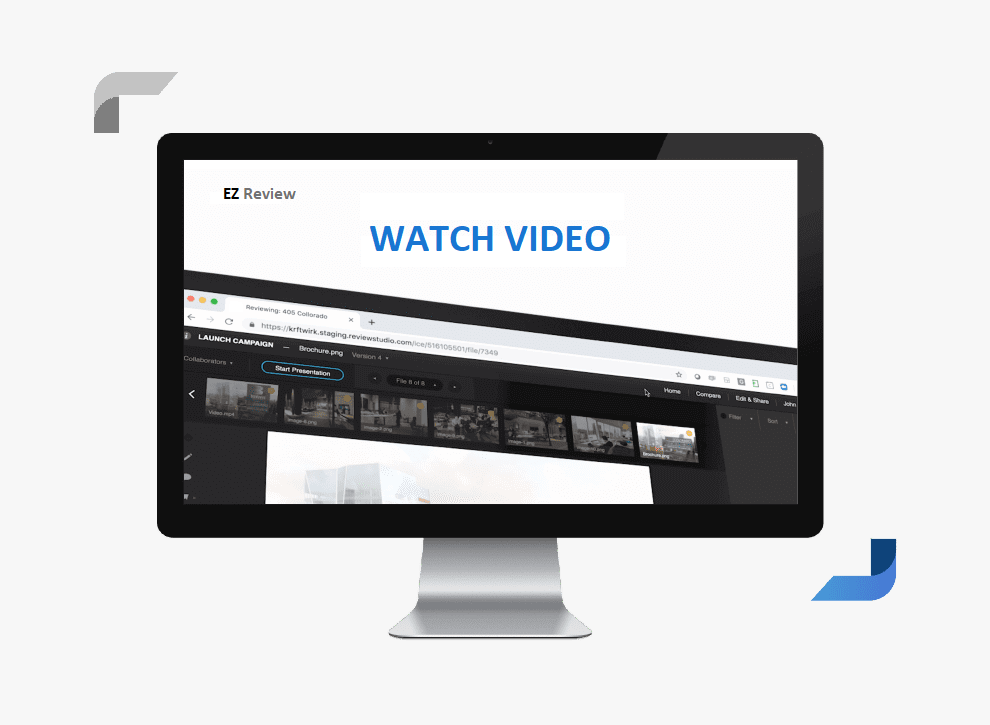 EZ Review
WATCH VIDEO
Reviewing: 405 Collorado
https://krftwirk.staging.reviewstudio.com/ice/516105501/file/7349
LAUNCH CAMPAIGN — Brochure.png Version 4
Home Compare Edit & Share John
Collaborators Start Presentation File 8 of 8
Filter Sort
Video.mp4
Brochure.png